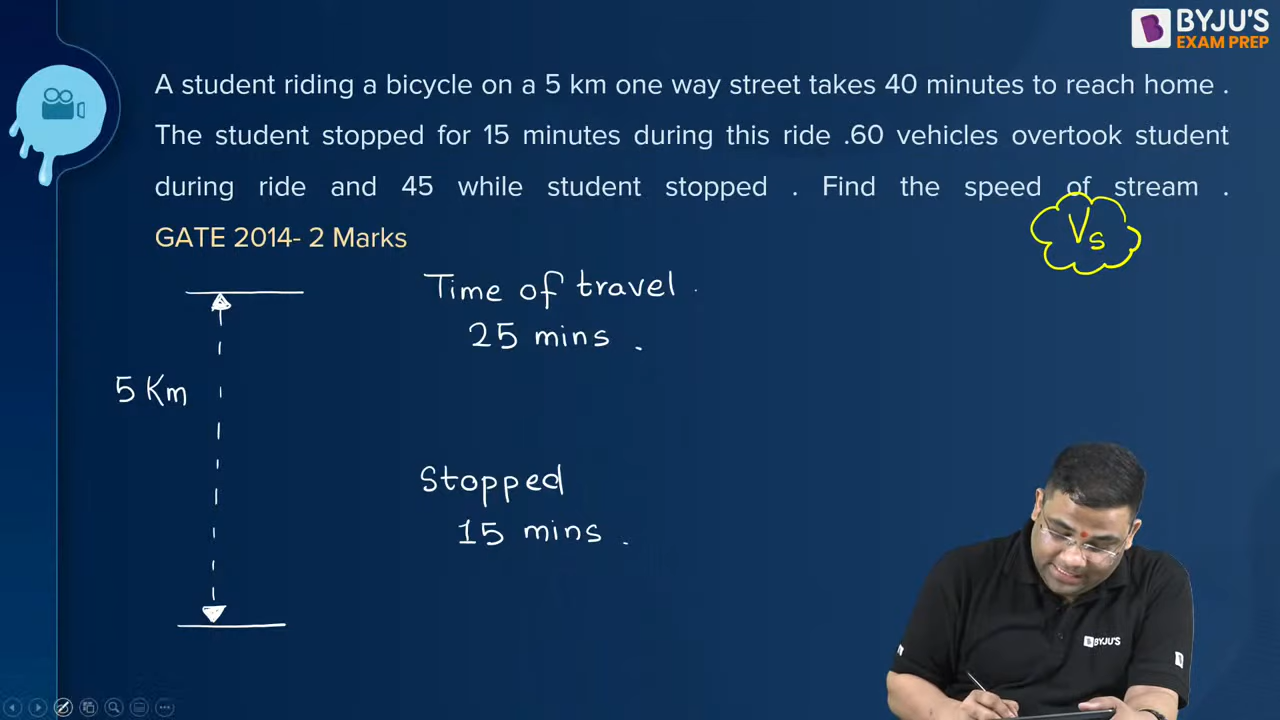 BYJU'S
EXAM PREP
A student riding a bicycle on a 5 km one way street takes 40 minutes to reach home .
The student stopped for 15 minutes during this ride .60 vehicles overtook student
during ride and 45 while student stopped . Find the speed of stream .
GATE 2014- 2 Marks
Vs
Time of travel
25 mins .
5 Km
Stopped
15 mins .
BYJU'S